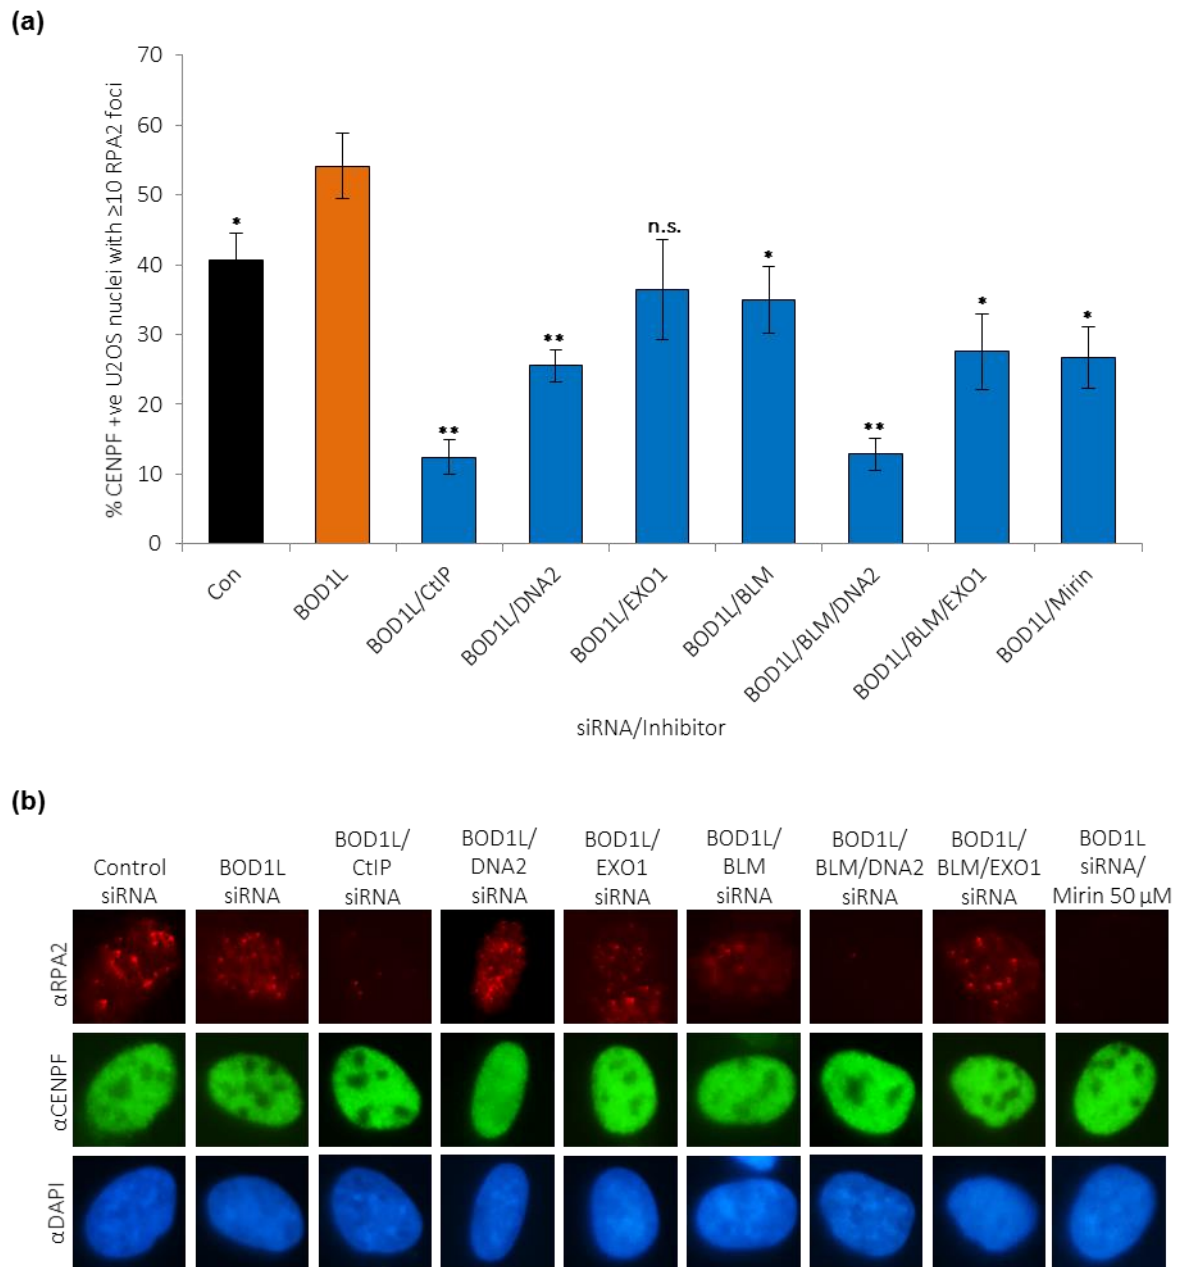 (a)
% CENPF +ve U2OS nuclei with ≥10 RPA2 foci
70
60
50
40
30
20
10
0
*
**
**
n.s.
*
**
*
*
Con
BOD1L
BOD1L/CtIP
BOD1L/DNA2
BOD1L/EXO1
BOD1L/BLM
BOD1L/BLM/DNA2
BOD1L/BLM/EXO1
BOD1L/Mirin
siRNA/Inhibitor
(b)
Control
siRNA
BOD1L
siRNA
BOD1L/
CtIP
siRNA
BOD1L/
DNA2
siRNA
BOD1L/
EXO1
siRNA
BOD1L/
BLM
siRNA
BOD1L/
BLM/DNA2
siRNA
BOD1L/
BLM/EXO1
siRNA
BOD1L
siRNA/
Mirin 50 µM
αRPA2
αCENPF
αDAPI